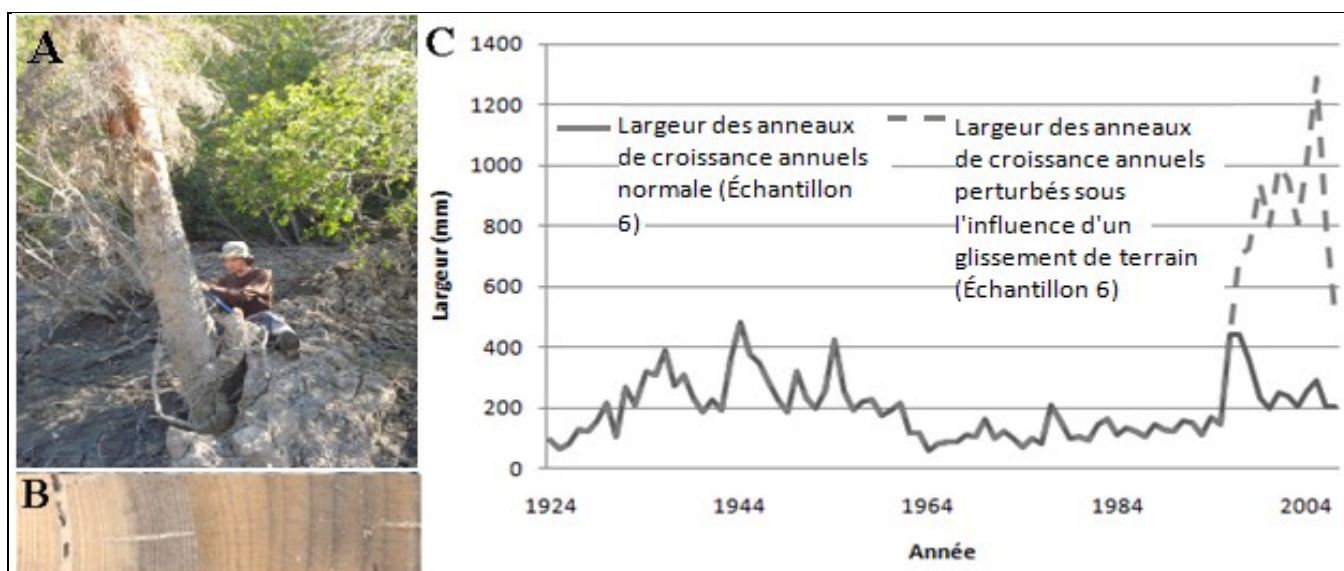 A
B
C
1400
1200
1000
800
600
400
200
0
Largeur (mm)
Largeur des anneaux
de croissance annuels
normale (Échantillon
6)
Largeur des anneaux
de croissance annuels
perturbés sous
l'influence d'un
glissement de terrain
(Échantillon 6)
1924
1944
1964
1984
2004
Année